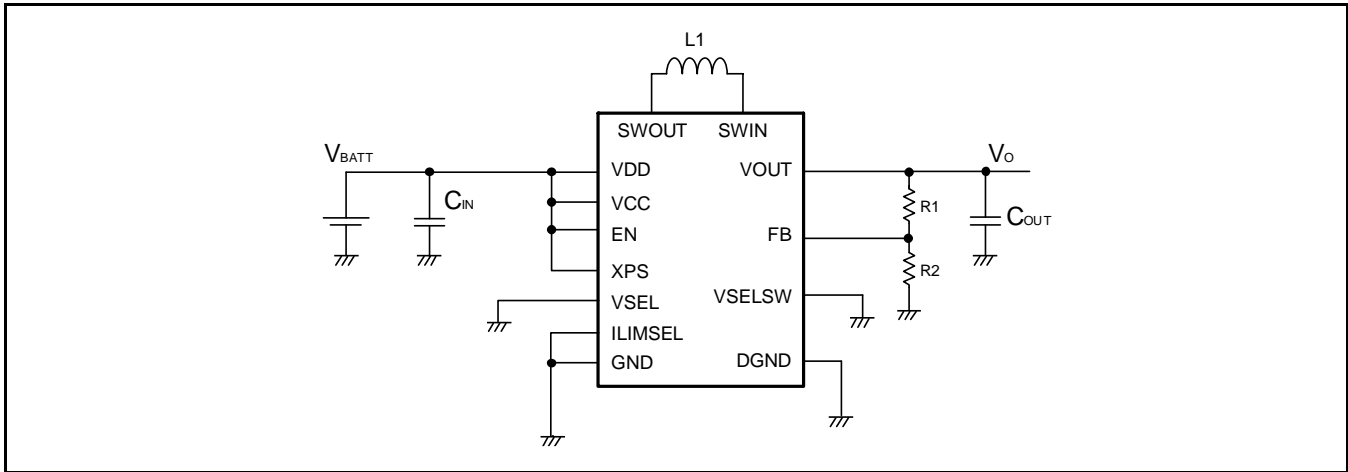 L1
SWOUT SWIN
VBATT
CIN
VDD
VCC
EN
XPS
VSEL
ILIMSEL
GND
VOUT
FB
VSELSW
DGND
VO
R1
R2
COUT